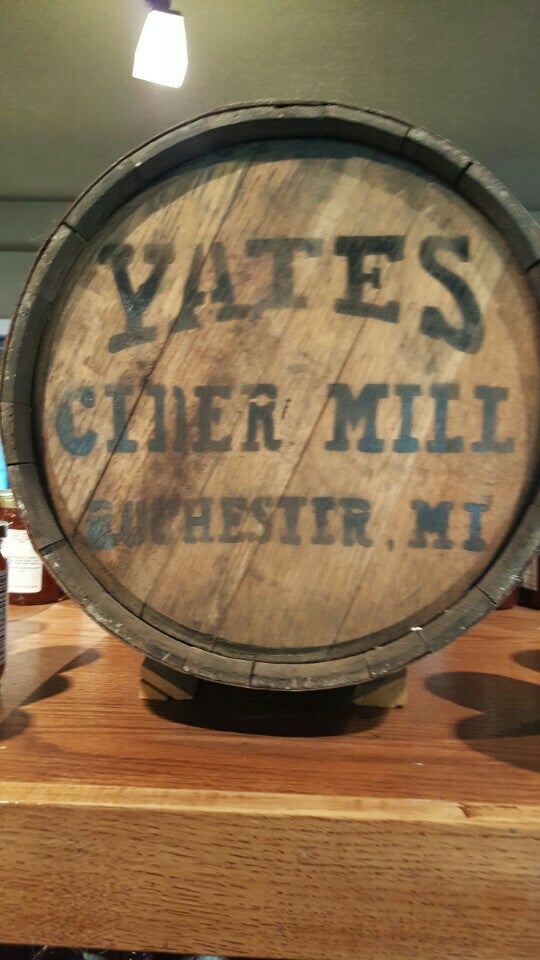 YATES
CIDER MILL
ROCHESTER, MI